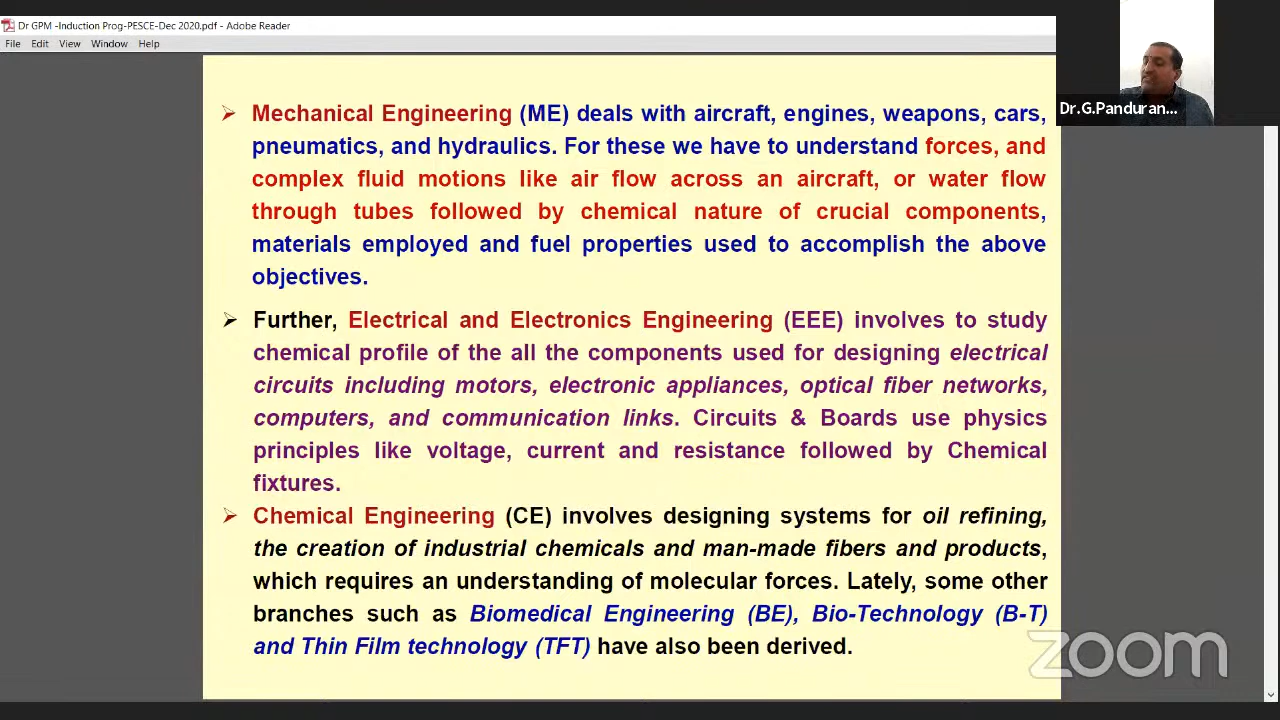 Dr GPM -Induction Prog-PESCE-Dec 2020.pdf - Adobe Reader
File Edit View Window Help
Dr.G.Panduran...
➢ Mechanical Engineering (ME) deals with aircraft, engines, weapons, cars,
pneumatics, and hydraulics. For these we have to understand forces, and
complex fluid motions like air flow across an aircraft, or water flow
through tubes followed by chemical nature of crucial components,
materials employed and fuel properties used to accomplish the above
objectives.
➢ Further, Electrical and Electronics Engineering (EEE) involves to study
chemical profile of the all the components used for designing electrical
circuits including motors, electronic appliances, optical fiber networks,
computers, and communication links. Circuits & Boards use physics
principles like voltage, current and resistance followed by Chemical
fixtures.
➢ Chemical Engineering (CE) involves designing systems for oil refining,
the creation of industrial chemicals and man-made fibers and products,
which requires an understanding of molecular forces. Lately, some other
branches such as Biomedical Engineering (BE), Bio-Technology (B-T)
and Thin Film technology (TFT) have also been derived.
zoom